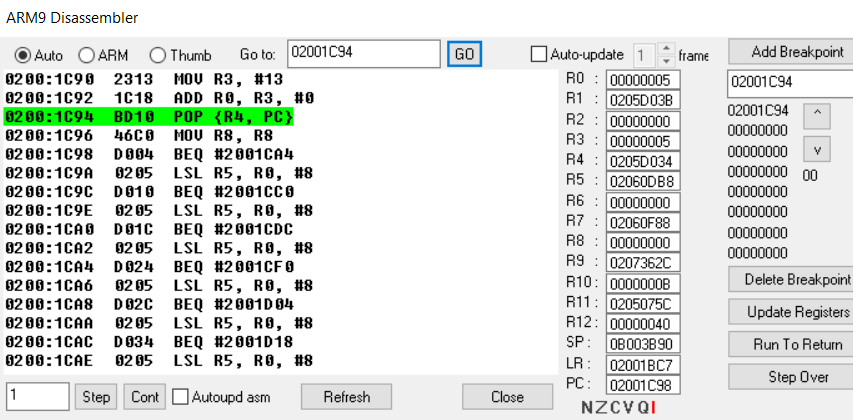 ARM9 Disassembler
Auto ARM Thumb Go to: 02001C94 GO Auto-update 1 frame Add Breakpoint
0200:1C90 2313 MOV R3, #13
0200:1C92 1C18 ADD R0, R3, #0
0200:1C94 BD10 POP {R4, PC}
0200:1C96 46C0 MOV R8, R8
0200:1C98 D004 BEQ #2001CA4
0200:1C9A 0205 LSL R5, R0, #8
0200:1C9C D010 BEQ #2001CC0
0200:1C9E 0205 LSL R5, R0, #8
0200:1CA0 D01C BEQ #2001CDC
0200:1CA2 0205 LSL R5, R0, #8
0200:1CA4 D024 BEQ #2001CF0
0200:1CA6 0205 LSL R5, R0, #8
0200:1CA8 D02C BEQ #2001D04
0200:1CAA 0205 LSL R5, R0, #8
0200:1CAC D034 BEQ #2001D18
0200:1CAE 0205 LSL R5, R0, #8
R0 : 00000005
R1 : 0205D03B
R2 : 00000000
R3 : 00000005
R4 : 0205D034
R5 : 02060DB8
R6 : 00000000
R7 : 02060F88
R8 : 00000000
R9 : 0207362C
R10: 0000000B
R11: 0205075C
R12: 00000040
SP: 0B003B90
LR: 02001BC7
PC: 02001C98
NZCVQI
02001C94
02001C94 ^
00000000
00000000 v
00000000 00
00000000
00000000
00000000
00000000
Delete Breakpoint
Update Registers
Run To Return
Step Over
1 Step Cont Autoupd asm Refresh Close